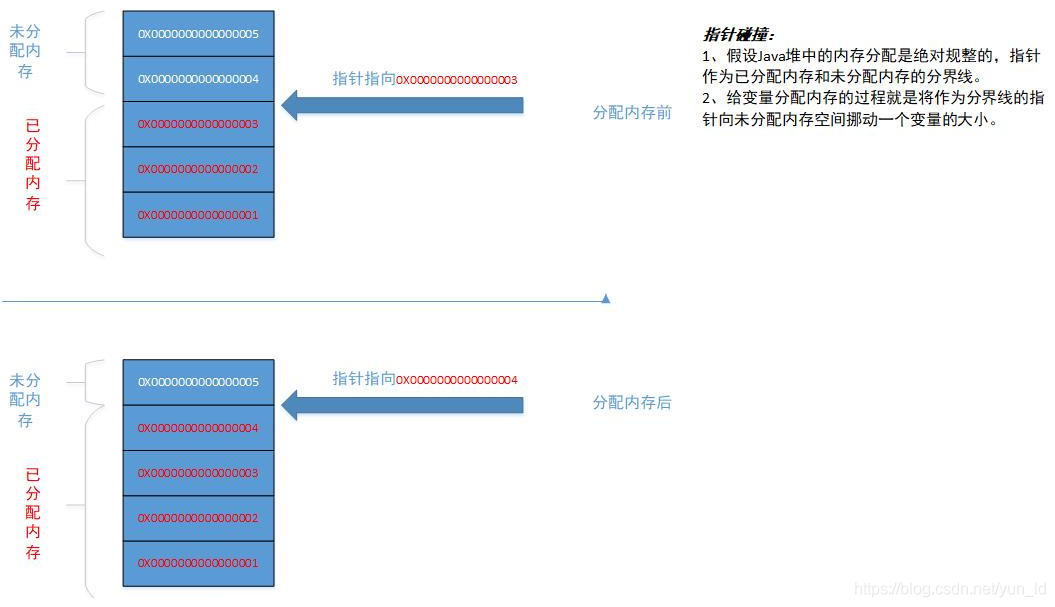 未分
配内
存
0X0000000000000005
0X0000000000000004
0X0000000000000003
0X0000000000000002
0X0000000000000001
已
分
配
内
存
指针指向0X0000000000000003
分配内存前
指针碰撞：
1、假设Java堆中的内存分配是绝对规整的，指针
作为已分配内存和未分配内存的分界线。
2、给变量分配内存的过程就是将作为分界线的指
针向未分配内存空间挪动一个变量的大小。
未分
配内
存
0X0000000000000005
0X0000000000000004
0X0000000000000003
0X0000000000000002
0X0000000000000001
已
分
配
内
存
指针指向0X0000000000000004
分配内存后
https://blog.csdn.net/yun_ld